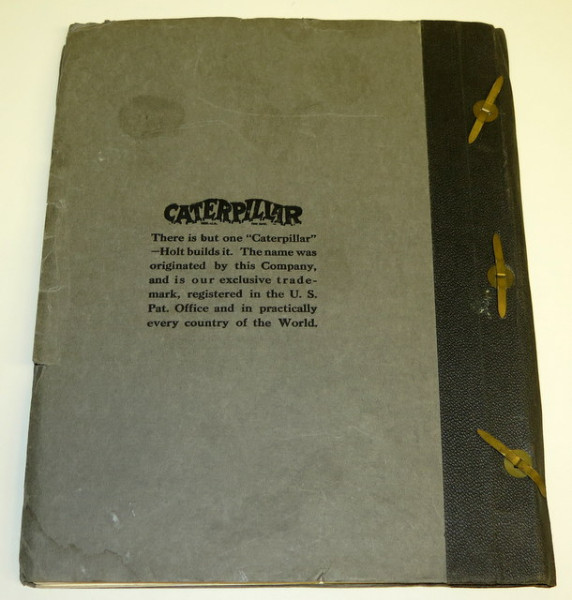 CATERPILLAR
There is but one "Caterpillar"
—Holt builds it. The name was
originated by this Company,
and is our exclusive trade-
mark, registered in the U. S.
Pat. Office and in practically
every country of the World.